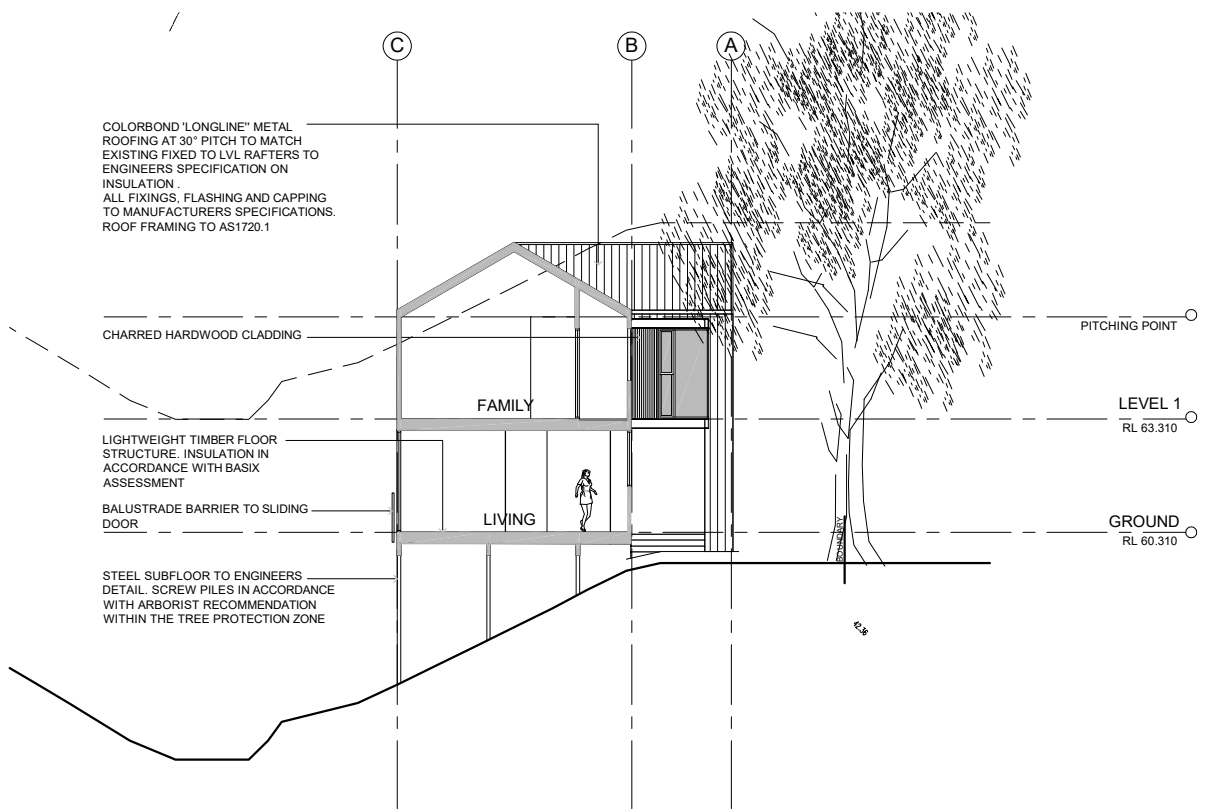 C
B
A
COLORBOND 'LONGLINE" METAL
ROOFING AT 30° PITCH TO MATCH
EXISTING FIXED TO LVL RAFTERS TO
ENGINEERS SPECIFICATION ON
INSULATION .
ALL FIXINGS, FLASHING AND CAPPING
TO MANUFACTURERS SPECIFICATIONS.
ROOF FRAMING TO AS1720.1
PITCHING POINT
CHARRED HARDWOOD CLADDING
FAMILY
LEVEL 1
RL 63.310
LIGHTWEIGHT TIMBER FLOOR
STRUCTURE. INSULATION IN
ACCORDANCE WITH BASIX
ASSESSMENT
BALUSTRADE BARRIER TO SLIDING
DOOR
LIVING
GROUND
RL 60.310
BOUNDARY
STEEL SUBFLOOR TO ENGINEERS
DETAIL. SCREW PILES IN ACCORDANCE
WITH ARBORIST RECOMMENDATION
WITHIN THE TREE PROTECTION ZONE
42.36